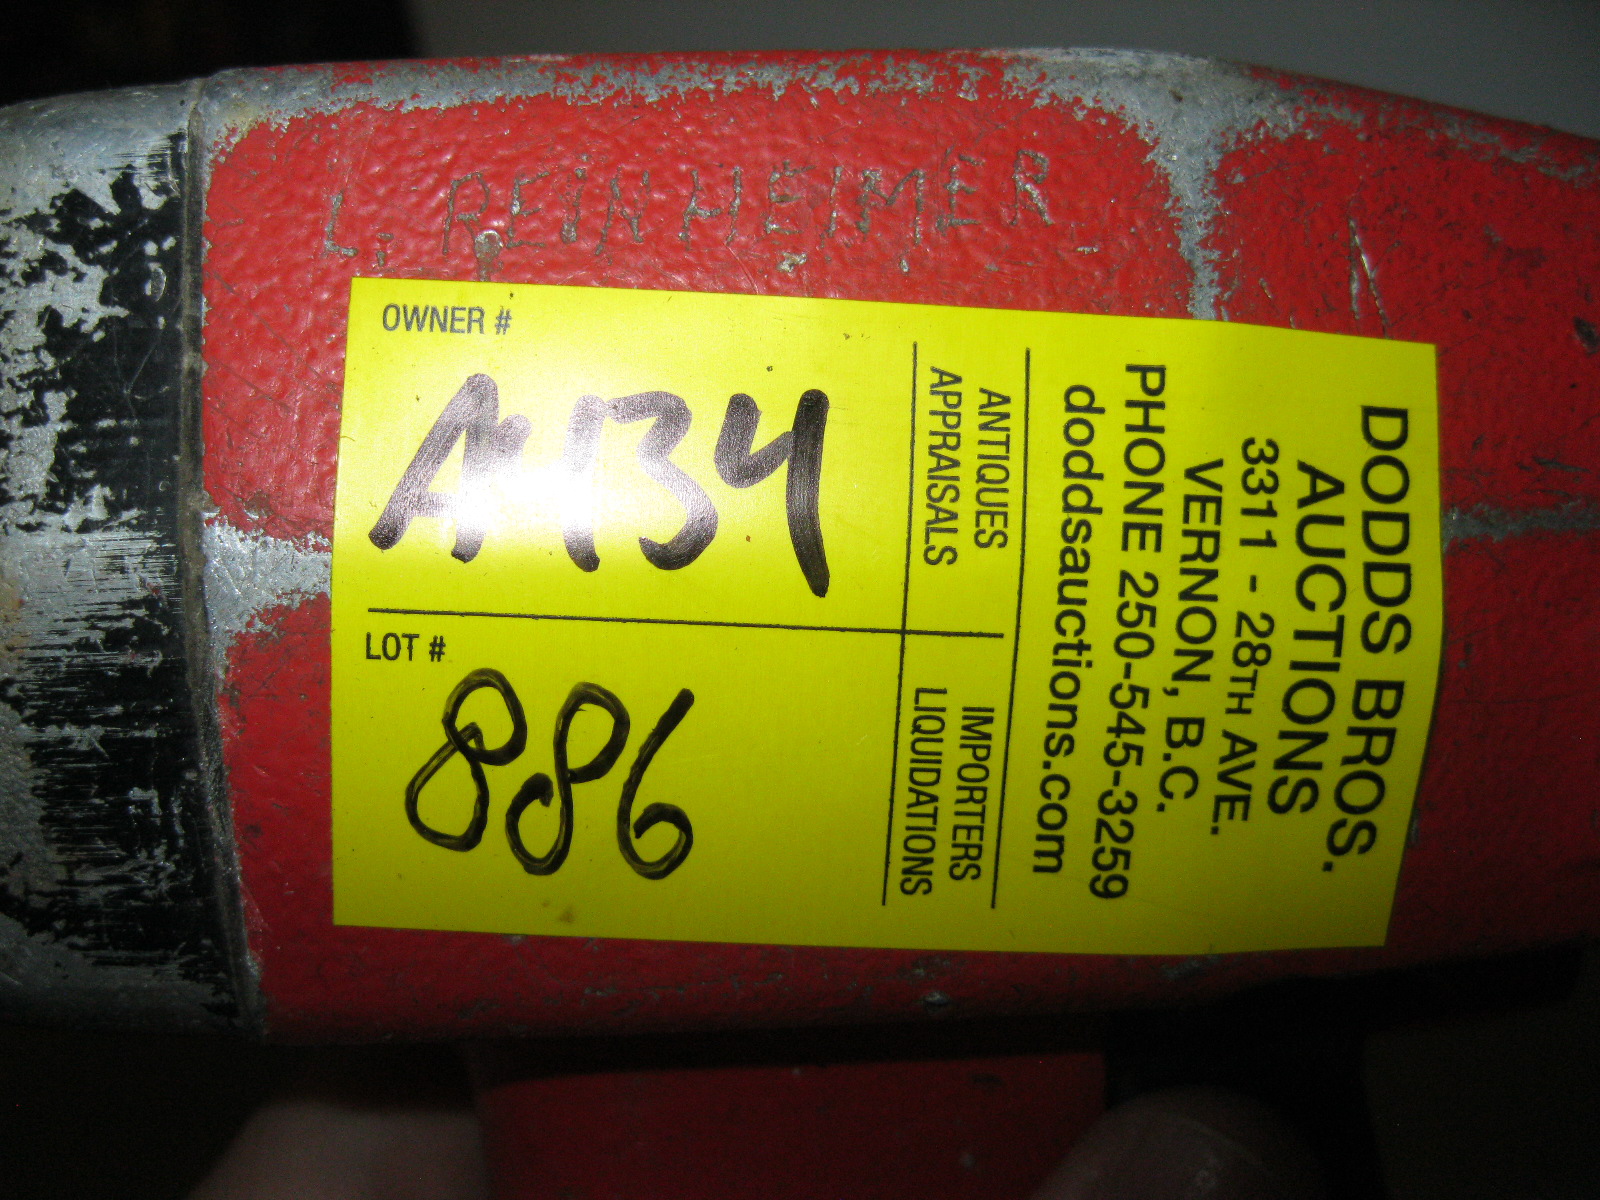 L. REINHEIMER
OWNER #
A134
LOT #
886
DODDS BROS.
AUCTIONS
3311 - 28TH AVE.
VERNON, B.C.
PHONE 250-545-3259
doddsauctions.com
ANTIQUES
APPRAISALS
IMPORTERS
LIQUIDATIONS